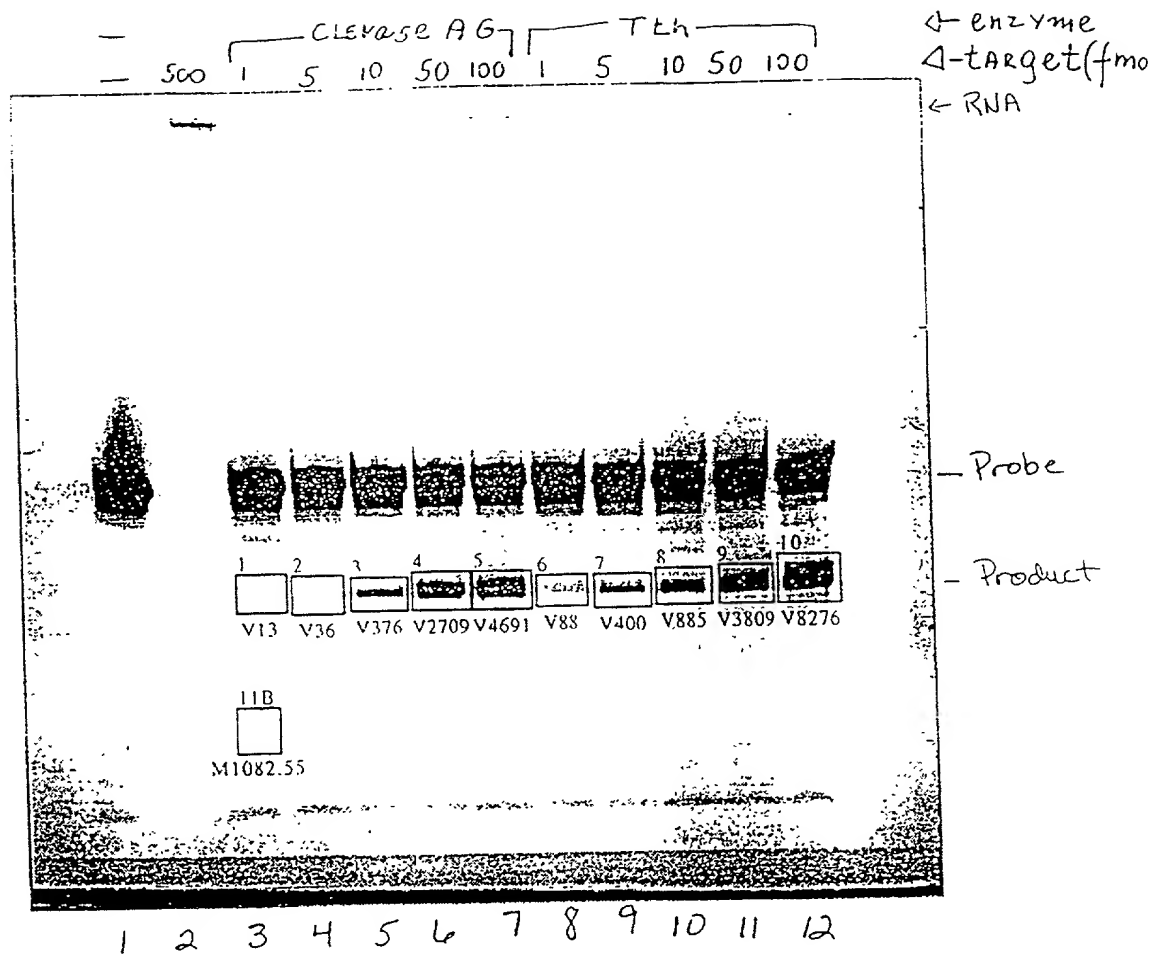 — Clevase AG Tth ← enzyme
— 500 1 5 10 50 100 1 5 10 50 100 ◁-tARget(fmo
← RNA
— Probe
1 2 3 4 5 6 7 8 9 10
— Product
V13 V36 V376 V2709 V4691 V88 V400 V885 V3809 V8276
11B
M1082.55
1 2 3 4 5 6 7 8 9 10 11 12